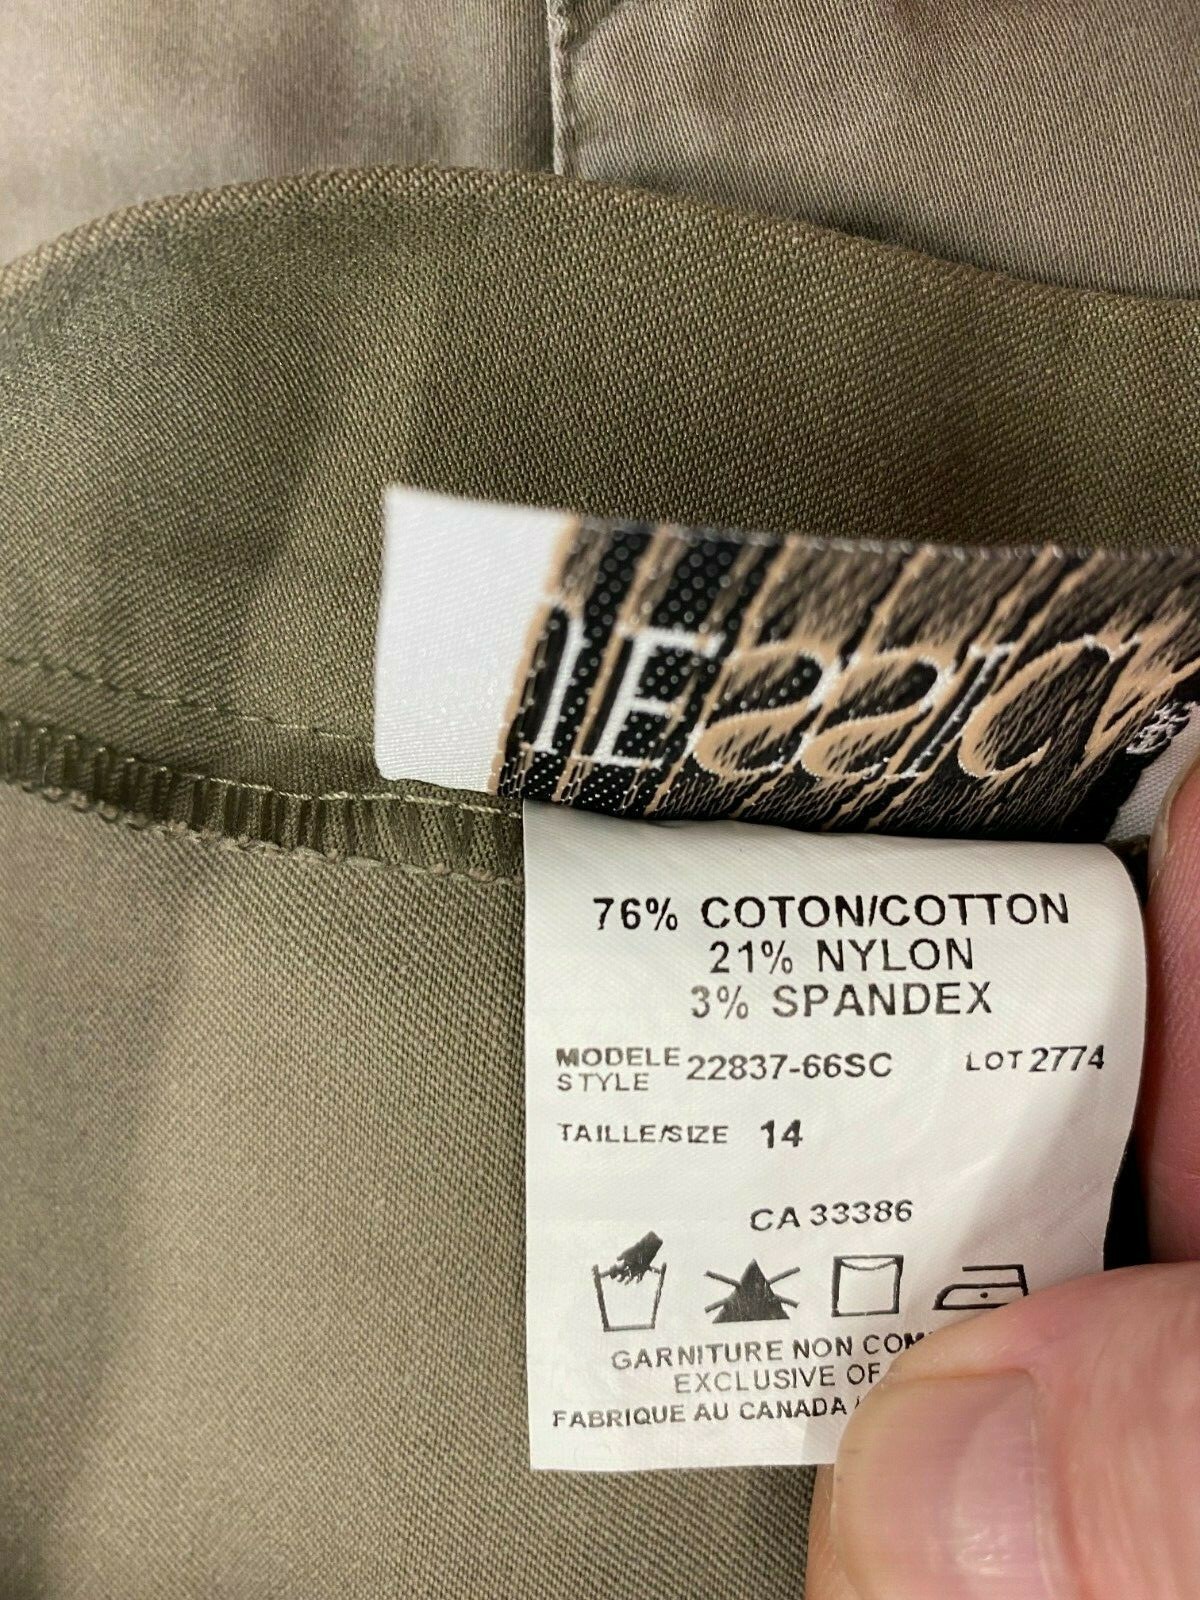 JESSICA
76% COTON/COTTON
21% NYLON
3% SPANDEX
MODELE STYLE 22837-66SC LOT 2774
TAILLE/SIZE 14
CA 33386
GARNITURE NON
EXCLUSIVE OF
FABRIQUE AU CANADA